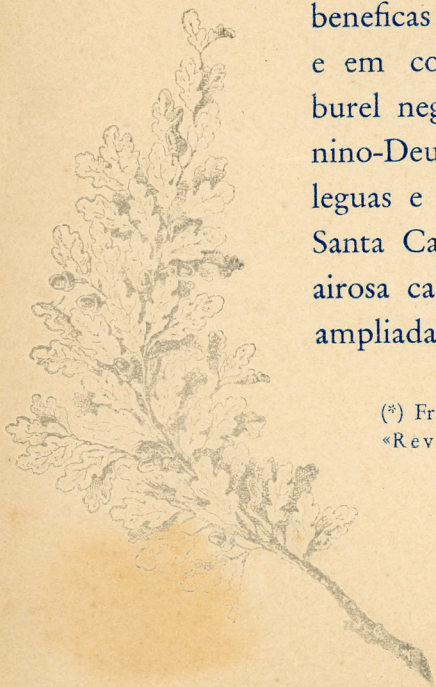 beneficas
e em co
burel neg
nino-Deu
leguas e
Santa Ca
airosa ca
ampliada
(*) Fr
«Rev